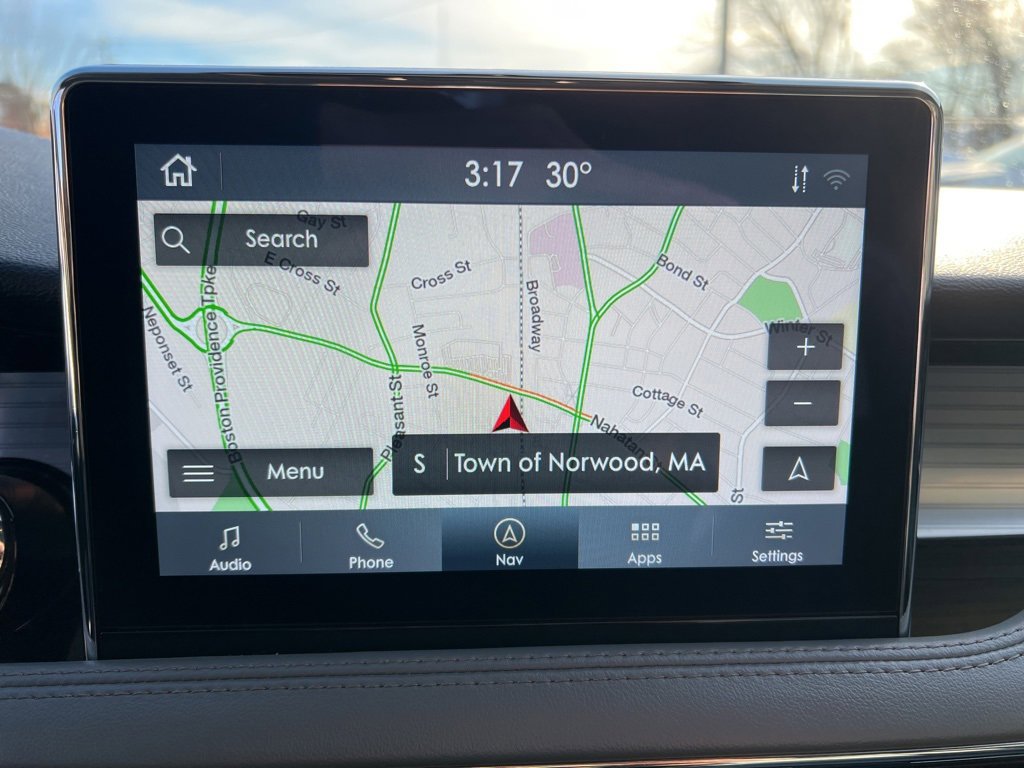 3:17 30°
Gay St
Search
E Cross St
Cross St
Bond St
Broadway
Boston Providence Tpke
Neponset St
Monroe St
Winter St
+
Pleasant St
Cottage St
−
Nahatan
Menu
S Town of Norwood, MA
St
Audio
Phone
Nav
Apps
Settings